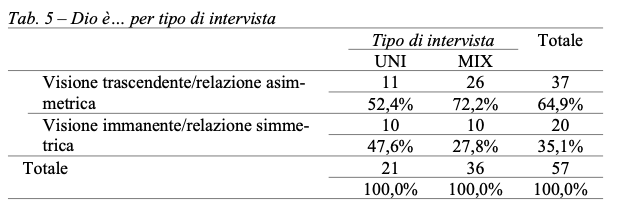 Tab. 5 – Dio è… per tipo di intervista
Tipo di intervista Totale
UNI MIX
Visione trascendente/relazione asim- 11 26 37
metrica 52,4% 72,2% 64,9%
Visione immanente/relazione simme- 10 10 20
trica 47,6% 27,8% 35,1%
Totale 21 36 57
100,0% 100,0% 100,0%